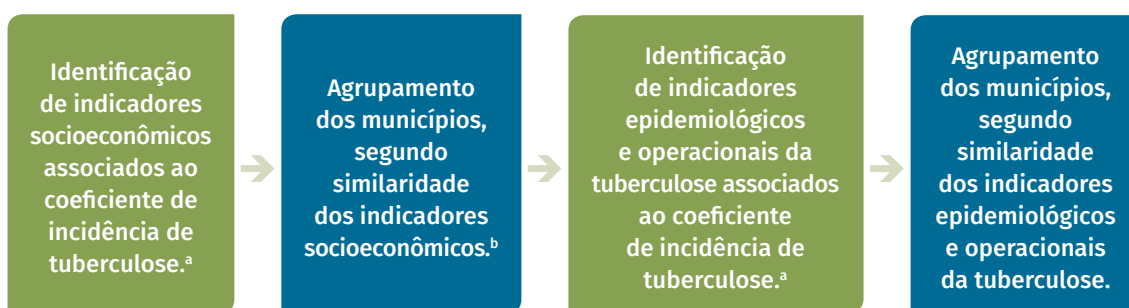 Identificação
de indicadores
socioeconômicos
associados ao
coeficiente de
incidência de
tuberculose.ᵃ
Agrupamento
dos municípios,
segundo
similaridade
dos indicadores
socioeconômicos.ᵇ
Identificação
de indicadores
epidemiológicos
e operacionais da
tuberculose associados
ao coeficiente
de incidência de
tuberculose.ᵃ
Agrupamento
dos municípios,
segundo
similaridade
dos indicadores
epidemiológicos
e operacionais
da tuberculose.